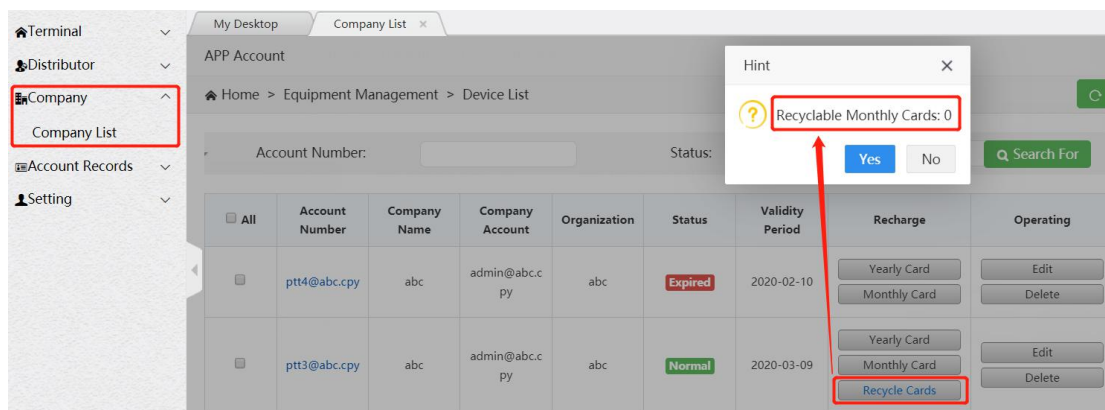 My Desktop
Company List ×
Terminal
Distributor
Company
Company List
Account Records
Setting
APP Account
Home > Equipment Management > Device List
Account Number:
Status:
Search For
Hint
Recyclable Monthly Cards: 0
Yes
No
All
Account Number
Company Name
Company Account
Organization
Status
Validity Period
Recharge
Operating
ptt4@abc.cpy
abc
admin@abc.c
py
abc
Expired
2020-02-10
Yearly Card
Monthly Card
Edit
Delete
ptt3@abc.cpy
abc
admin@abc.c
py
abc
Normal
2020-03-09
Yearly Card
Monthly Card
Recycle Cards
Edit
Delete